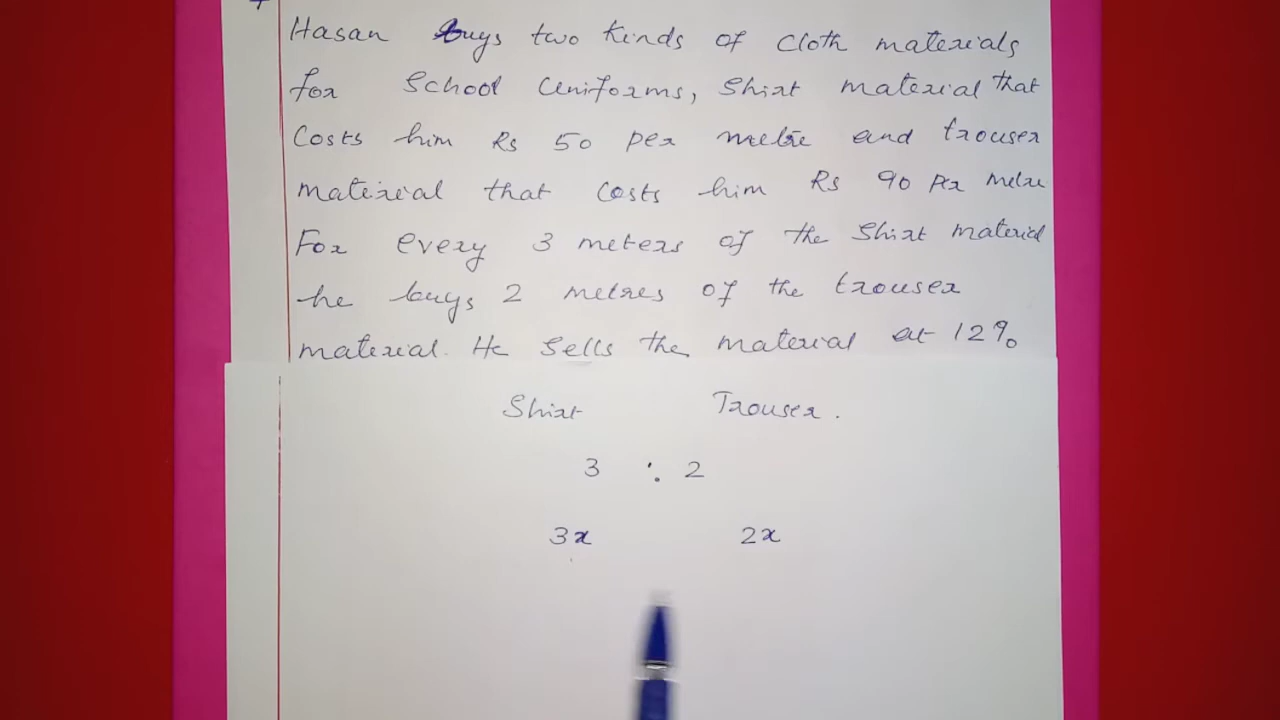 Hasan buys two kinds of cloth materials
for School Uniforms, Shirt material that
Costs him Rs 50 per metre and trouser
material that Costs him Rs 90 per metre
For every 3 meters of the Shirt material
he buys 2 metres of the trouser
material. He Sells the material at 12%
Shirt Trouser.
3 : 2
3x 2x